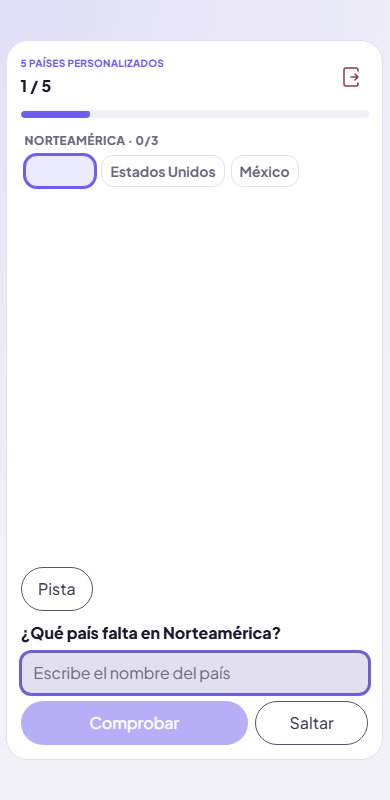 5 PAÍSES PERSONALIZADOS
1 / 5
NORTEAMÉRICA · 0/3
Estados Unidos México
Pista
¿Qué país falta en Norteamérica?
Escribe el nombre del país
Comprobar Saltar